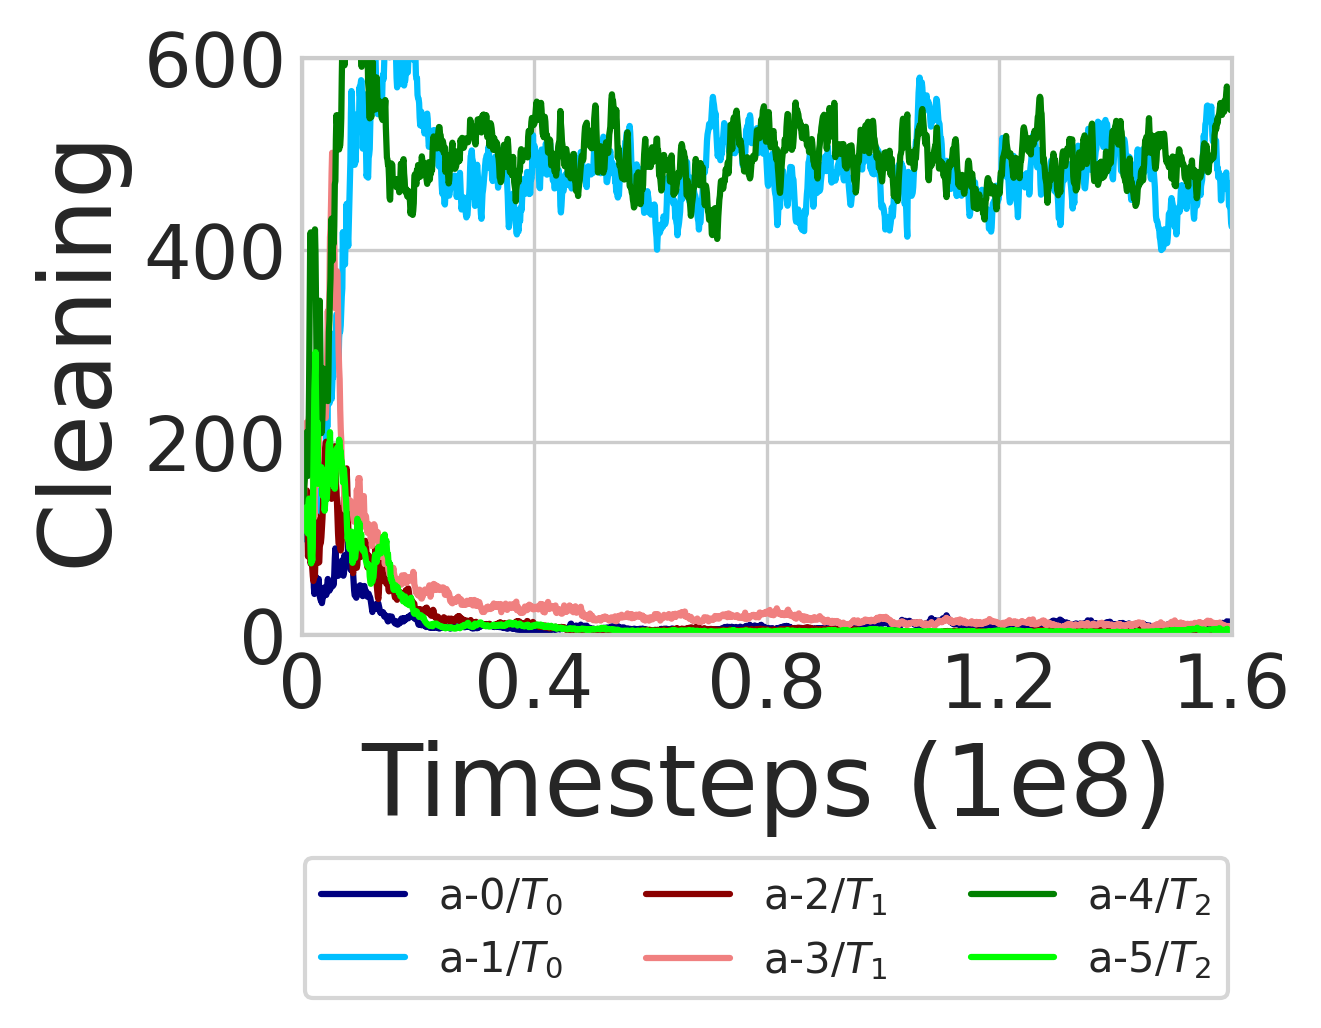 Cleaning
600
400
200
0
0 0.4 0.8 1.2 1.6
Timesteps (1e8)
a-0/T₀ a-2/T₁ a-4/T₂
a-1/T₀ a-3/T₁ a-5/T₂